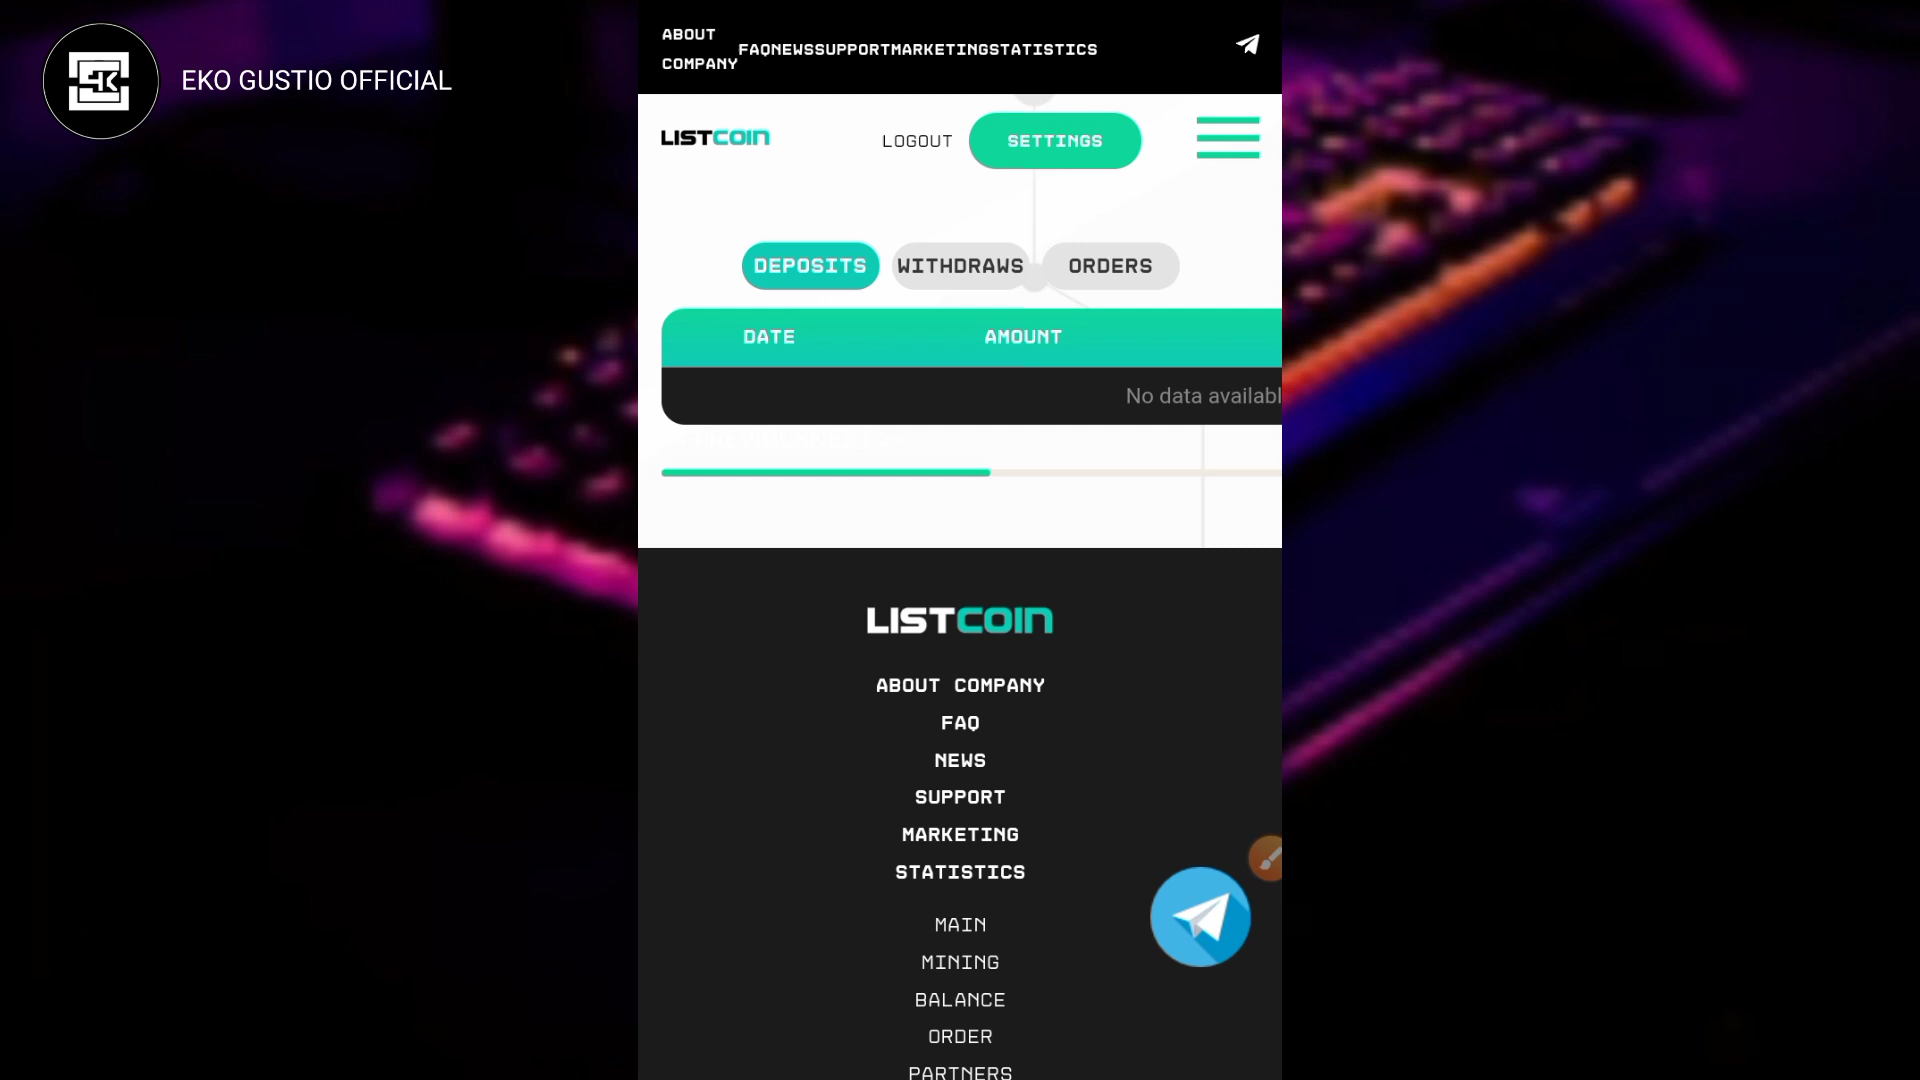 EKO GUSTIO OFFICIAL
ABOUT
COMPANY
FAQNEWSSUPPORTMARKETINGSTATISTICS
LISTCOIN
LOGOUT
SETTINGS
DEPOSITS
WITHDRAWS
ORDERS
DATE
AMOUNT
No data availabl
LISTCOIN
ABOUT COMPANY
FAQ
NEWS
SUPPORT
MARKETING
STATISTICS
MAIN
MINING
BALANCE
ORDER
PARTNERS